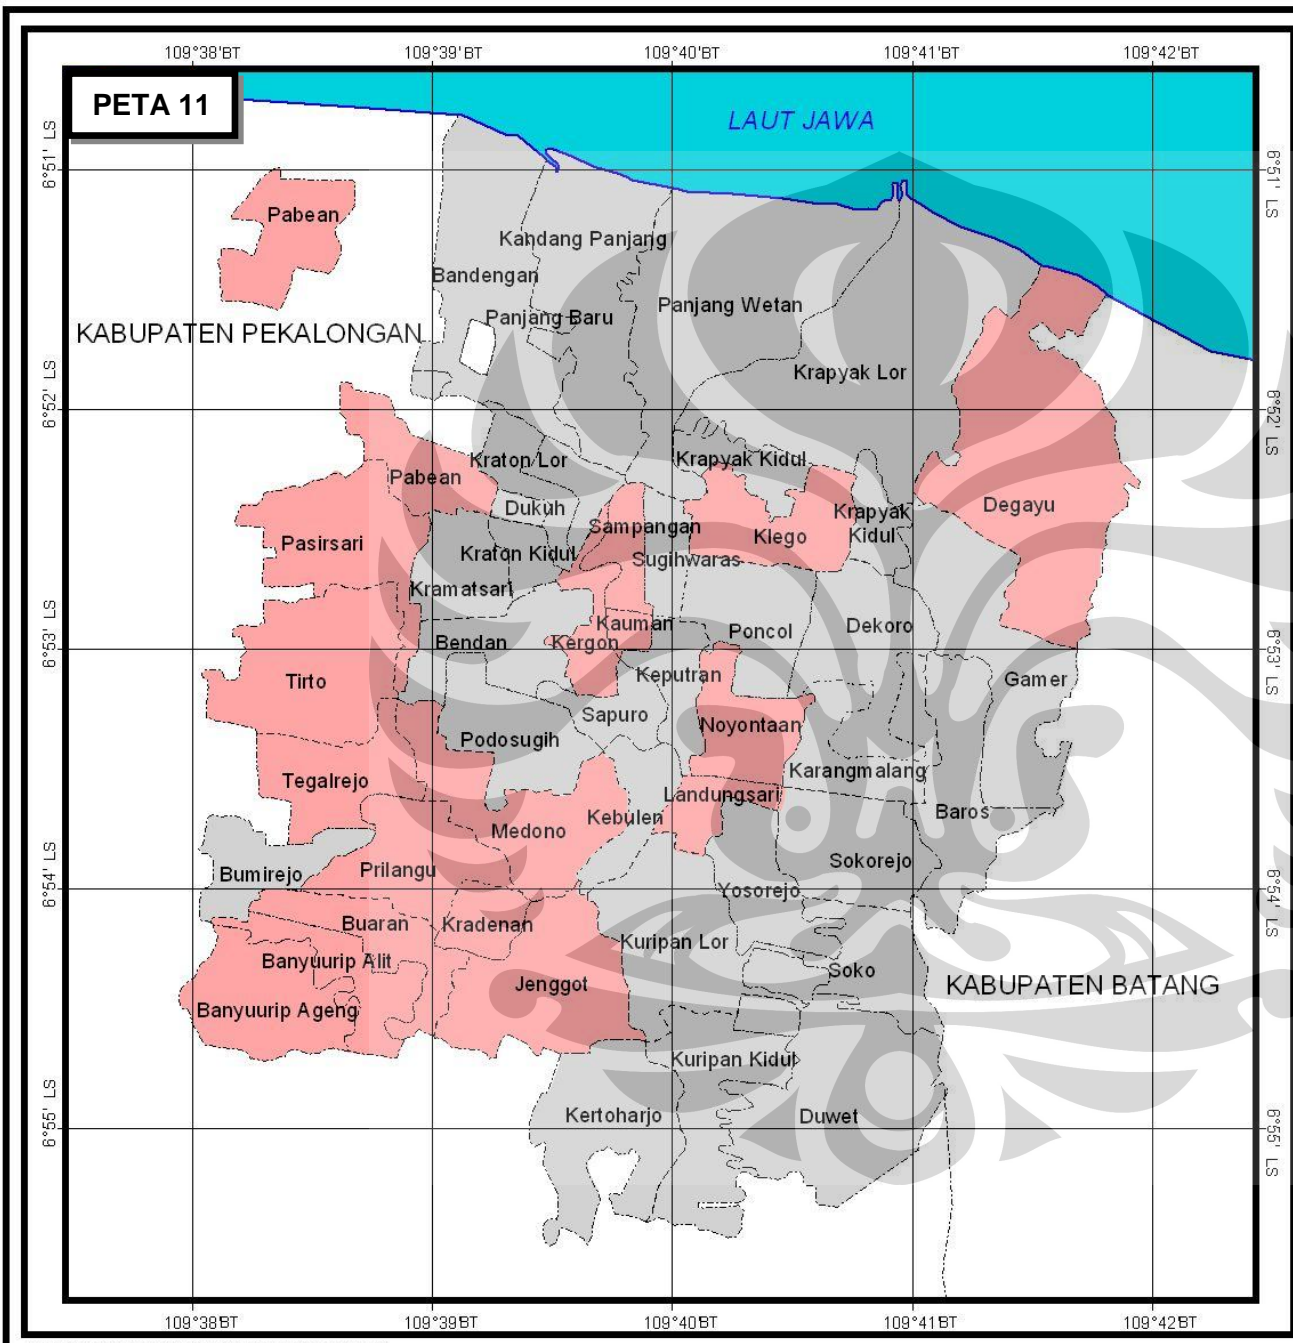 109°38'BT 109°39'BT 109°40'BT 109°41'BT 109°42'BT
PETA 11
LAUT JAWA
6°51' LS 6°51' LS
Pabean
Kandang Panjang
Bandengan
Panjang Wetan
Panjang Baru
KABUPATEN PEKALONGAN
Krapyak Lor
6°52' LS 6°52' LS
Kraton Lor
Krapyak Kidul
Pabean
Dukuh
Degayu
Sampangan
Krapyak
Kidul
Klego
Pasirsari
Kraton Kidul
Sugihwaras
Kramatsari
Kauman
Poncol
Dekoro
Bendan
Kergon
6°53' LS 6°53' LS
Keputran
Tirto
Gamer
Sapuro
Noyontaan
Podosugih
Tegalrejo
Karangmalang
Landungsari
Baros
Kebulen
Medono
Sokorejo
Prilangu
Bumirejo
6°54' LS 6°54' LS
Yosorejo
Buaran
Kradenan
Kuripan Lor
Banyuurip Alit
Soko
Jenggot
KABUPATEN BATANG
Banyuurip Ageng
Kuripan Kidul
Kertoharjo
Duwet
6°55' LS 6°55' LS
109°38'BT 109°39'BT 109°40'BT 109°41'BT 109°42'BT